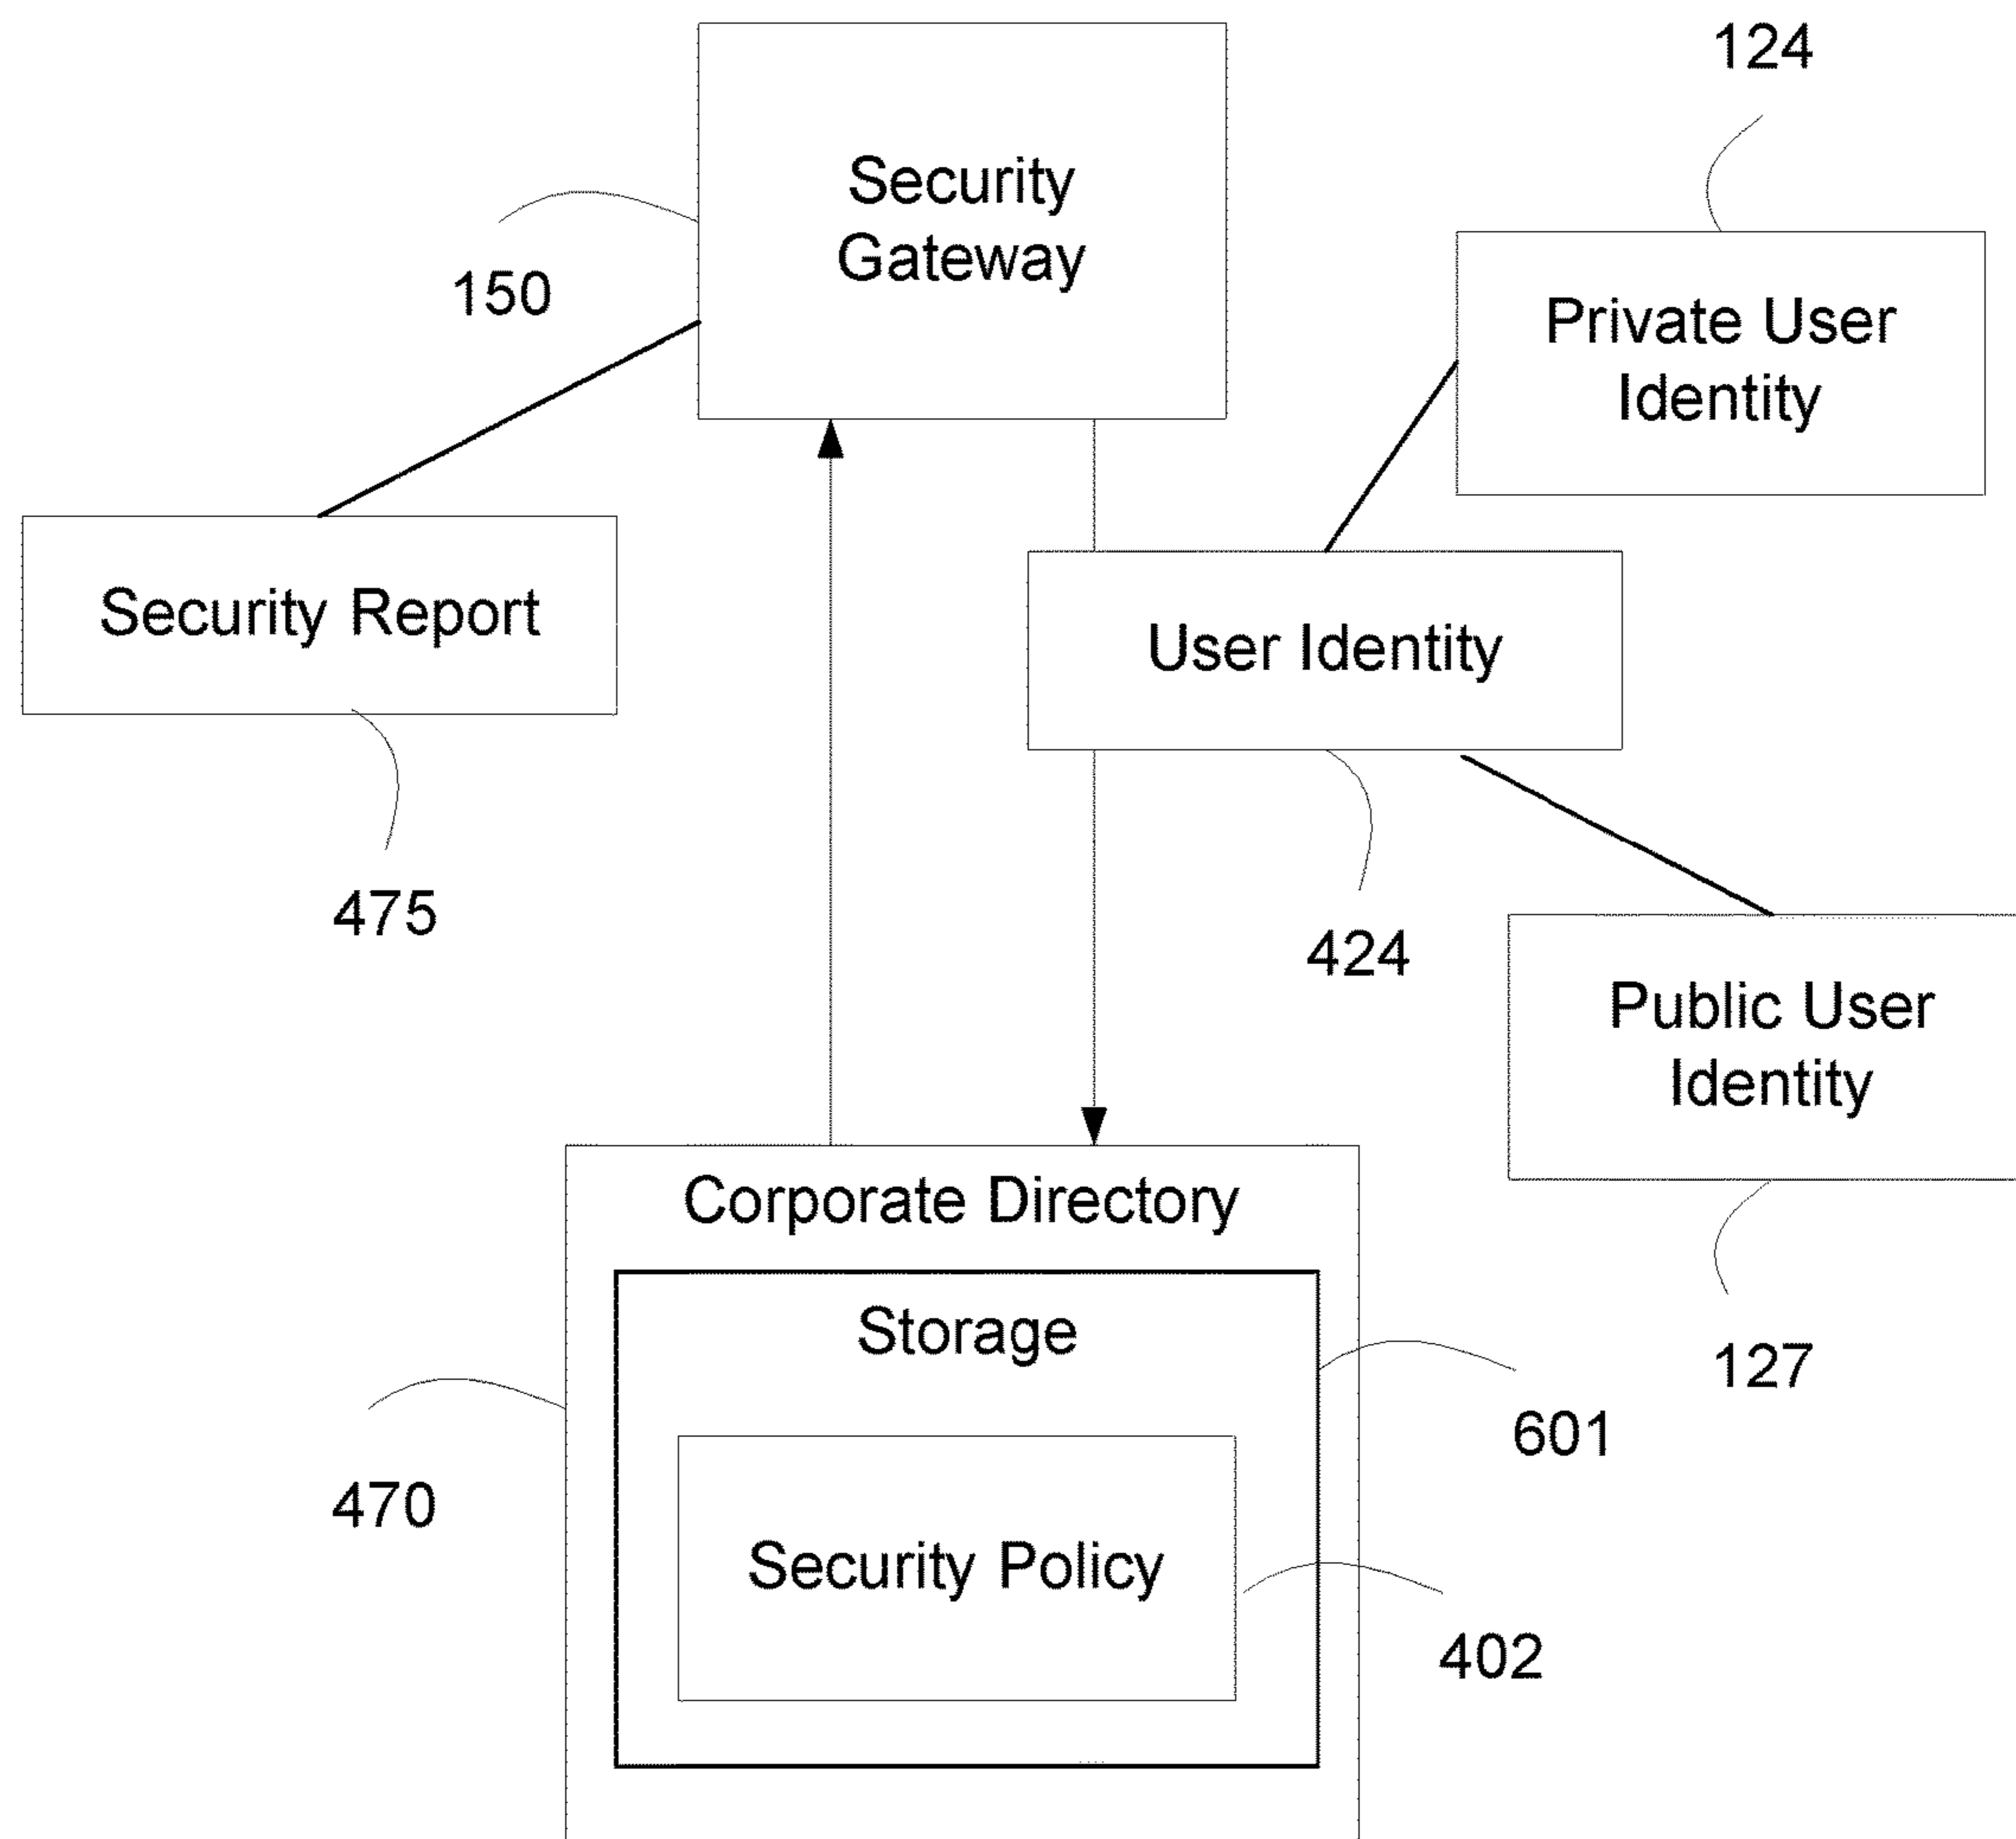 124
Security
Gateway
150
Private User
Identity
Security Report
User Identity
475
424
Public User
Identity
Corporate Directory
Storage
127
601
470
Security Policy
402